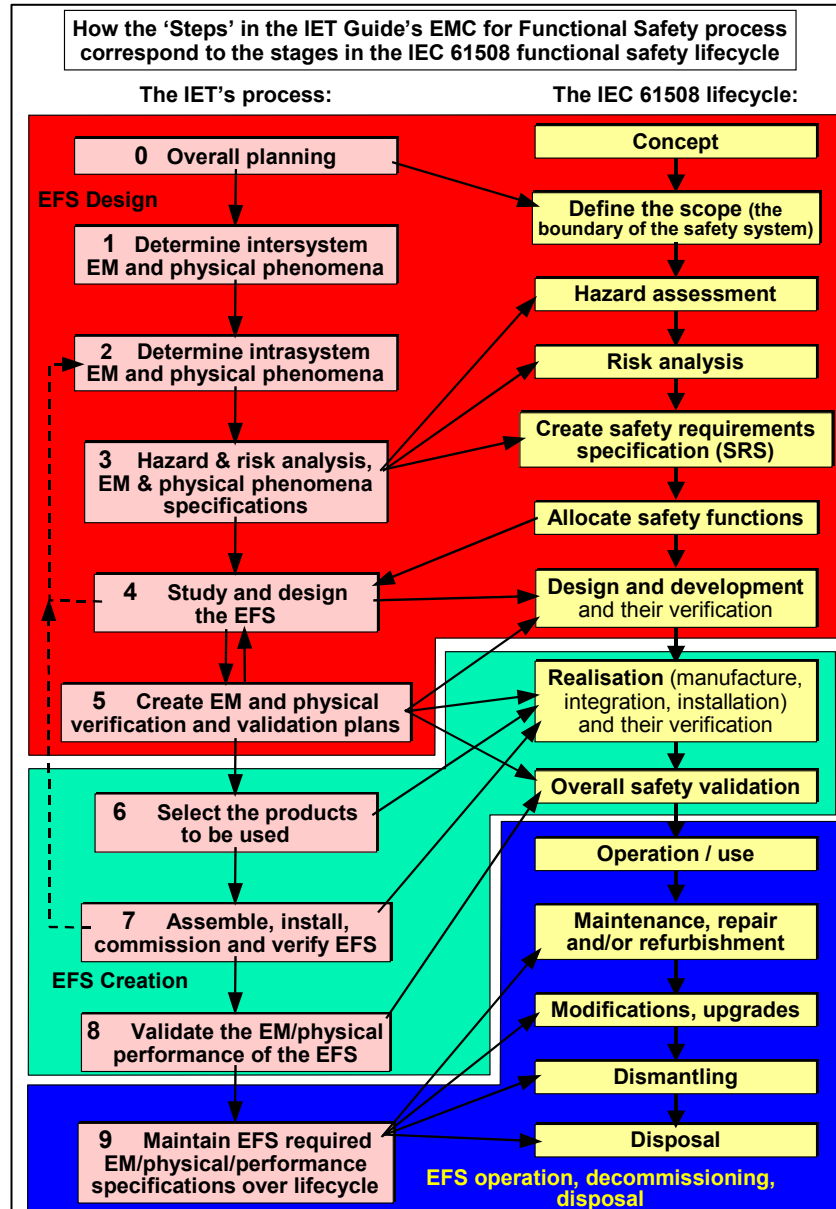 How the ‘Steps’ in the IET Guide’s EMC for Functional Safety process
correspond to the stages in the IEC 61508 functional safety lifecycle
The IET’s process:
The IEC 61508 lifecycle:
0 Overall planning
EFS Design
1 Determine intersystem
EM and physical phenomena
2 Determine intrasystem
EM and physical phenomena
3 Hazard & risk analysis,
EM & physical phenomena
specifications
4 Study and design
the EFS
5 Create EM and physical
verification and validation plans
6 Select the products
to be used
7 Assemble, install,
commission and verify EFS
EFS Creation
8 Validate the EM/physical
performance of the EFS
9 Maintain EFS required
EM/physical/performance
specifications over lifecycle
Concept
Define the scope (the
boundary of the safety system)
Hazard assessment
Risk analysis
Create safety requirements
specification (SRS)
Allocate safety functions
Design and development
and their verification
Realisation (manufacture,
integration, installation)
and their verification
Overall safety validation
Operation / use
Maintenance, repair
and/or refurbishment
Modifications, upgrades
Dismantling
Disposal
EFS operation, decommissioning,
disposal